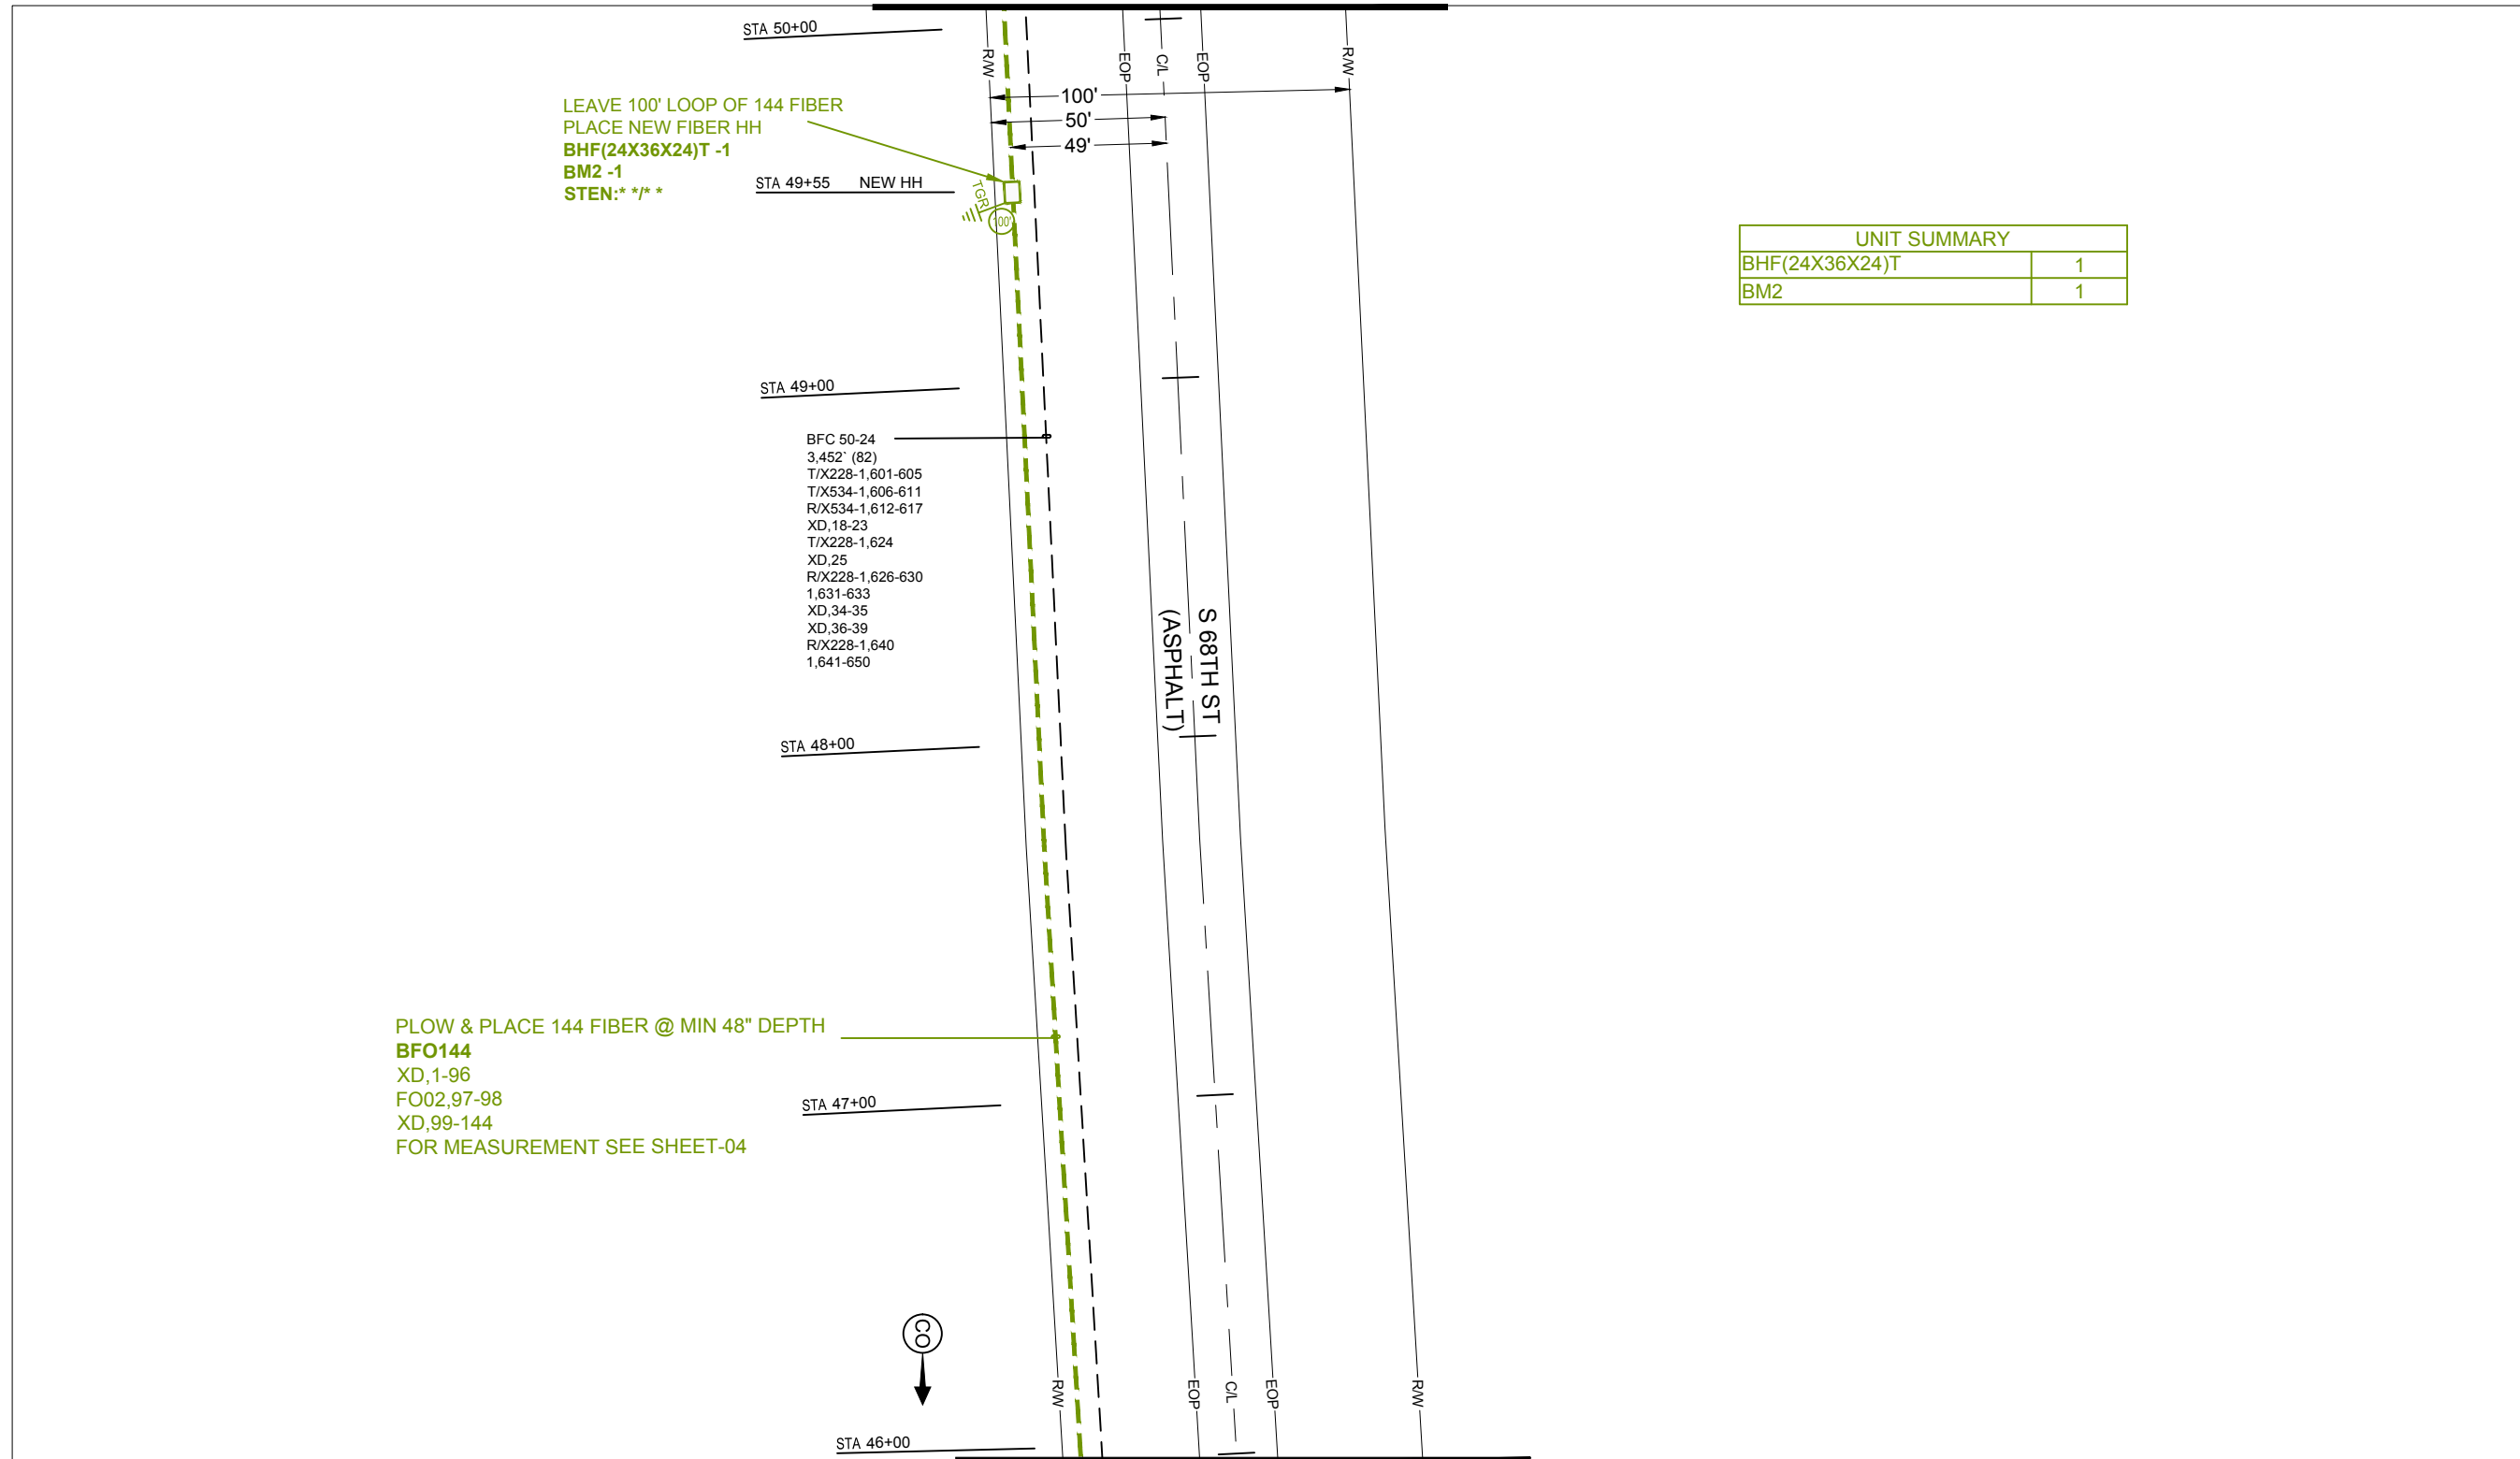 STA 50+00
R/W
EOP
C/L
EOP
R/W
100'
50'
49'
LEAVE 100' LOOP OF 144 FIBER
PLACE NEW FIBER HH
BHF(24X36X24)T -1
BM2 -1
STEN:* */* *
STA 49+55 NEW HH
TGR
100'
UNIT SUMMARY
BHF(24X36X24)T 1
BM2 1
STA 49+00
BFC 50-24
3,452` (82)
T/X228-1,601-605
T/X534-1,606-611
R/X534-1,612-617
XD,18-23
T/X228-1,624
XD,25
R/X228-1,626-630
1,631-633
XD,34-35
XD,36-39
R/X228-1,640
1,641-650
S 68TH ST
(ASPHALT)
STA 48+00
PLOW & PLACE 144 FIBER @ MIN 48" DEPTH
BFO144
XD,1-96
FO02,97-98
XD,99-144
FOR MEASUREMENT SEE SHEET-04
STA 47+00
CO
R/W
EOP
C/L
EOP
R/W
STA 46+00